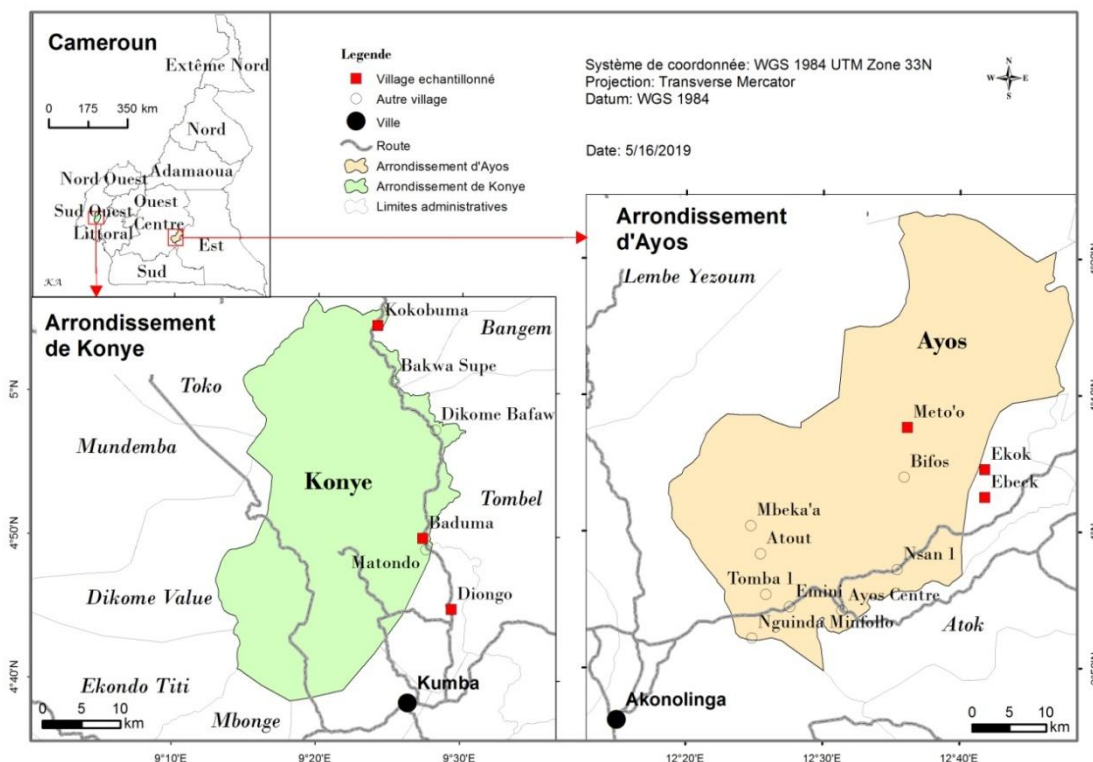 Cameroun
0 175 350 km
Extême Nord
Nord
Adamaoua
Nord Ouest
Ouest
Sud Ouest
Centre
Littoral
Est
Sud
KA
Legende
Village echantillonné
Autre village
Ville
Route
Arrondissement d'Ayos
Arrondissement de Konye
Limites administratives
Système de coordonnée: WGS 1984 UTM Zone 33N
Projection: Transverse Mercator
Datum: WGS 1984
Date: 5/16/2019
N
W E
S
Arrondissement
de Konye
Kokobuma
Bangem
Bakwa Supe
Toko
Dikome Bafaw
Mundemba
Konye
Tombel
Baduma
Matondo
Dikome Value
Diongo
Ekondo Titi
Kumba
Mbonge
0 5 10
km
5°N
4°50'N
4°40'N
9°10'E
9°20'E
9°30'E
Arrondissement
d'Ayos
Lembe Yezoum
Ayos
Meto'o
Ekok
Bifos
Ebeck
Mbeka'a
Atout
Nsan 1
Tomba 1
Emini
Ayos Centre
Nguinda
Minfollo
Atok
Akonolinga
0 5 10
km
4°10'N
4°N
3°50'N
12°20'E
12°30'E
12°40'E